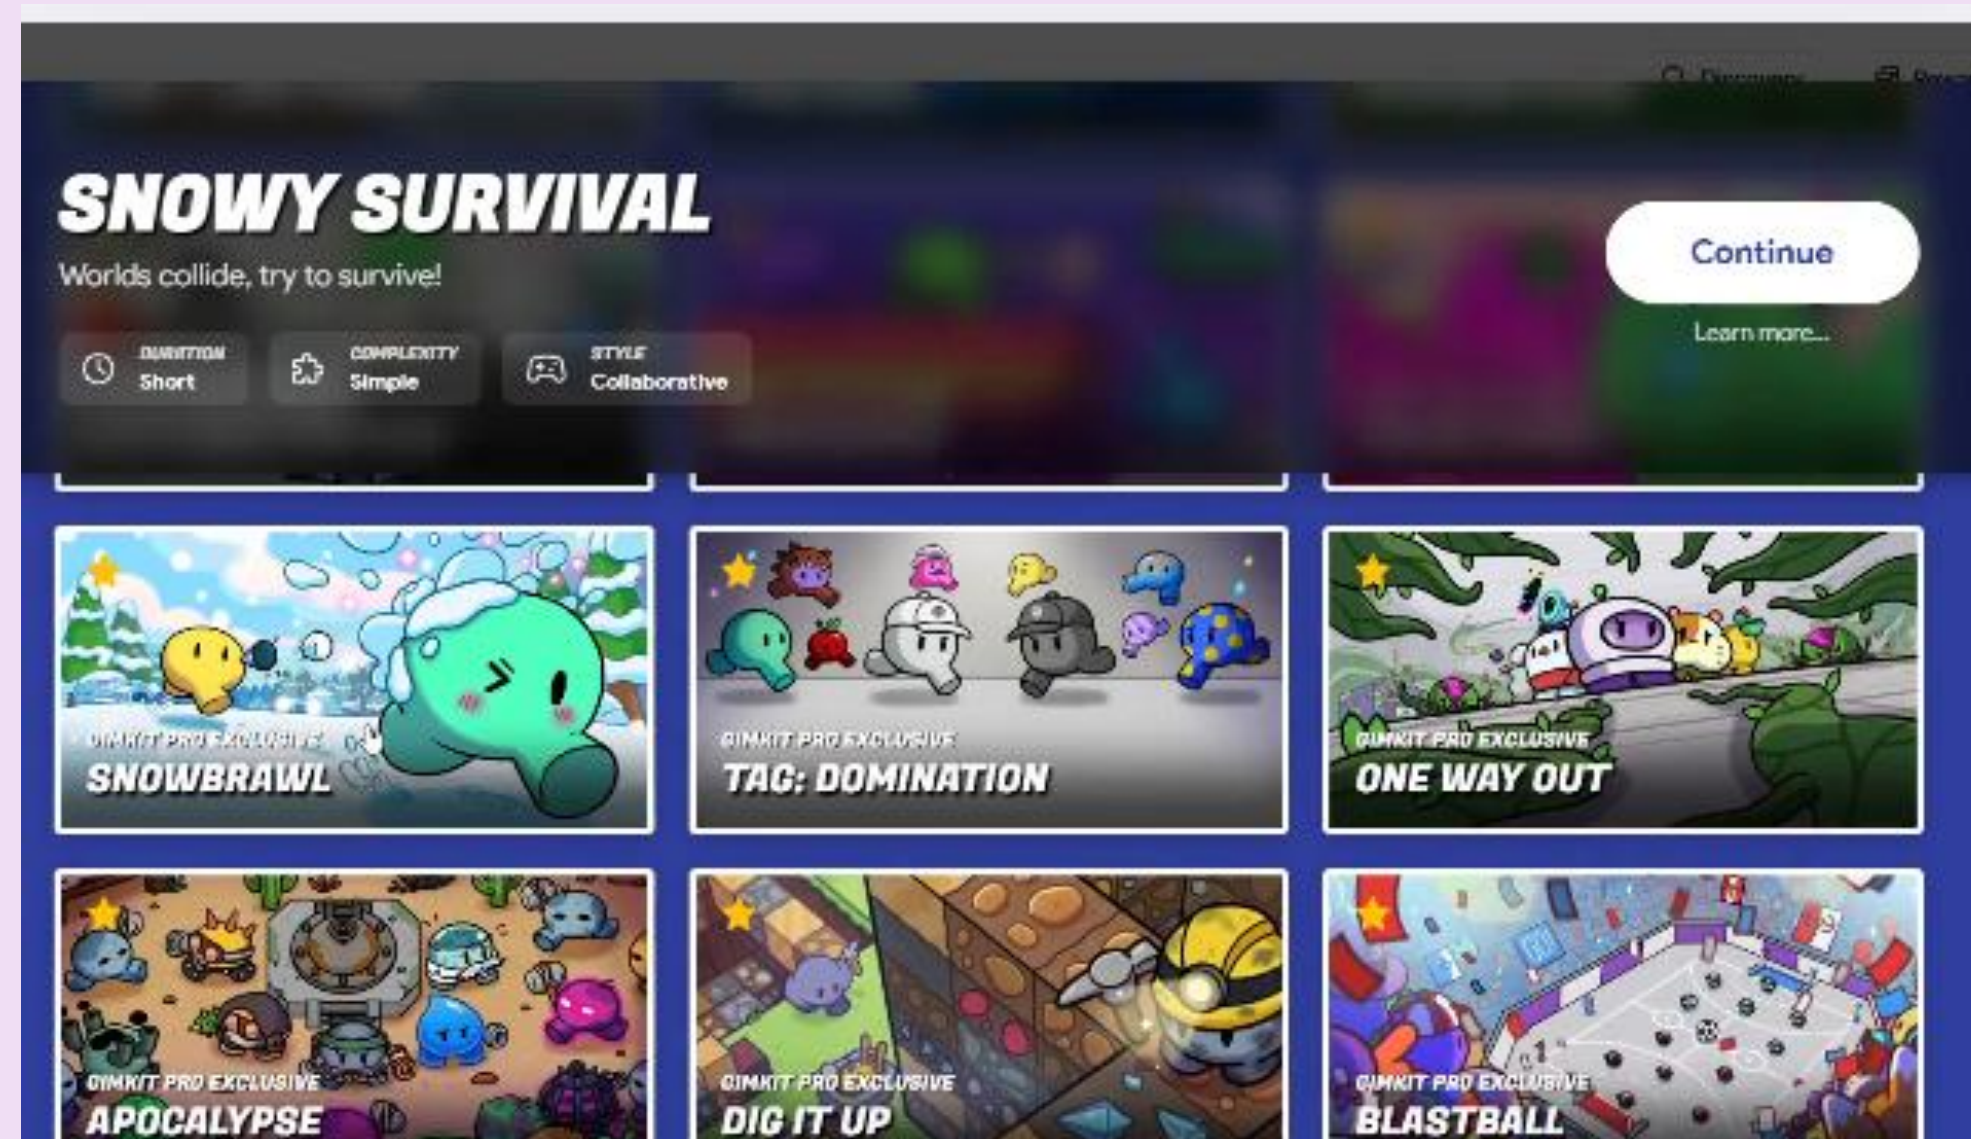 Discovery
SNOWY SURVIVAL
Worlds collide, try to survive!
Continue
Learn more...
DURATION
Short
COMPLEXITY
Simple
STYLE
Collaborative
GIMKIT PRO EXCLUSIVE
SNOWBRAWL
GIMKIT PRO EXCLUSIVE
TAG: DOMINATION
GIMKIT PRO EXCLUSIVE
ONE WAY OUT
GIMKIT PRO EXCLUSIVE
APOCALYPSE
GIMKIT PRO EXCLUSIVE
DIG IT UP
GIMKIT PRO EXCLUSIVE
BLASTBALL